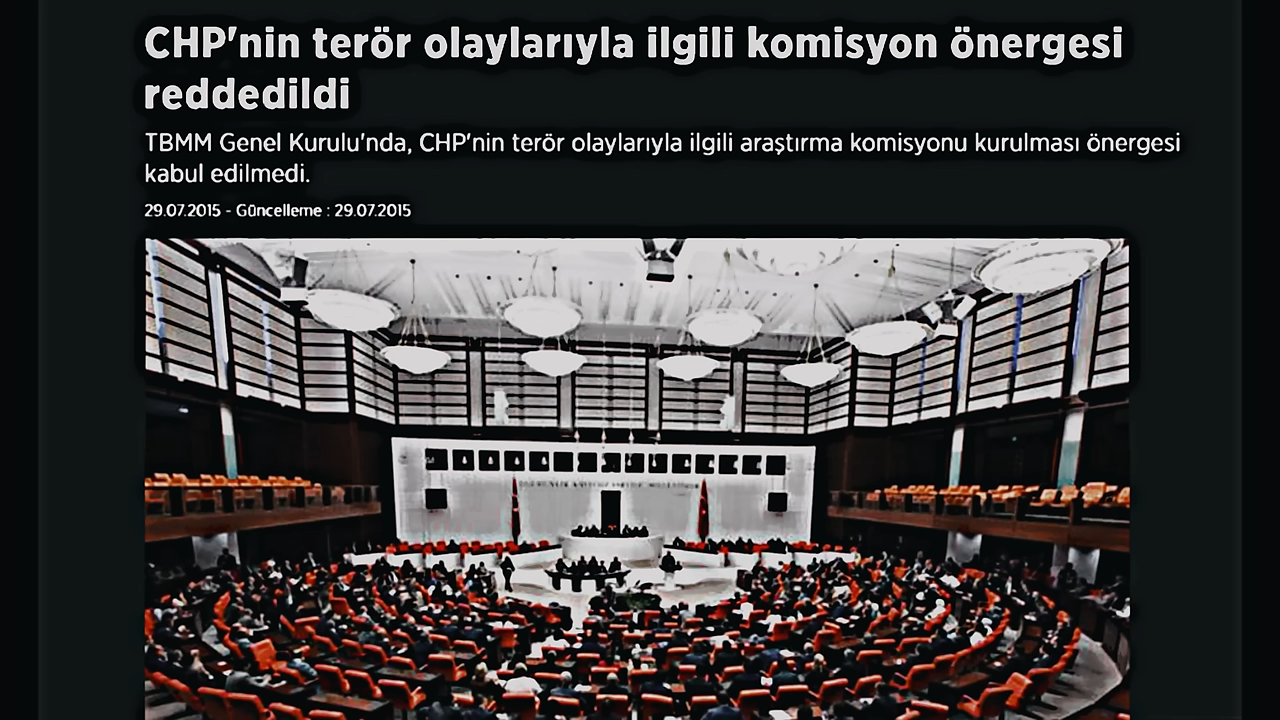 CHP'nin terör olaylarıyla ilgili komisyon önergesi
reddedildi
TBMM Genel Kurulu'nda, CHP'nin terör olaylarıyla ilgili araştırma komisyonu kurulması önergesi
kabul edilmedi.
29.07.2015 - Güncelleme : 29.07.2015